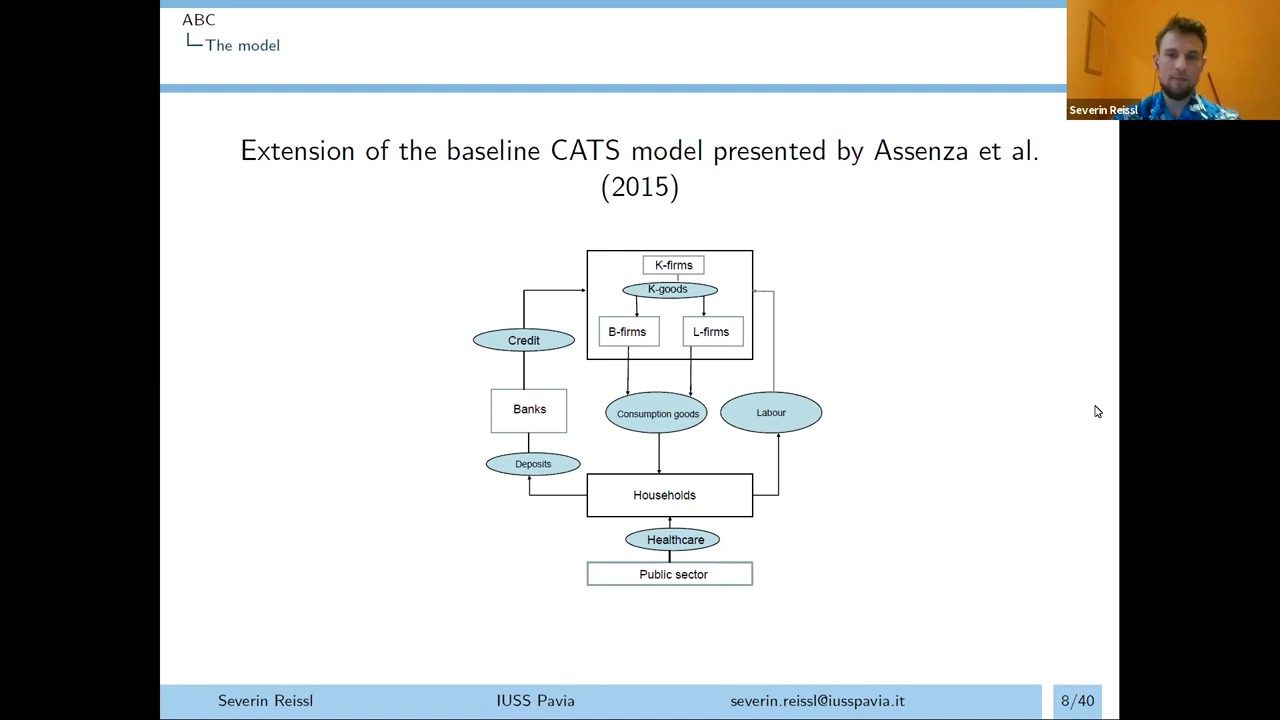 ABC
The model
Severin Reissl
Extension of the baseline CATS model presented by Assenza et al.
(2015)
K-firms
K-goods
B-firms
L-firms
Credit
Banks
Consumption goods
Labour
Deposits
Households
Healthcare
Public sector
Severin Reissl
IUSS Pavia
severin.reissl@iusspavia.it
8/40